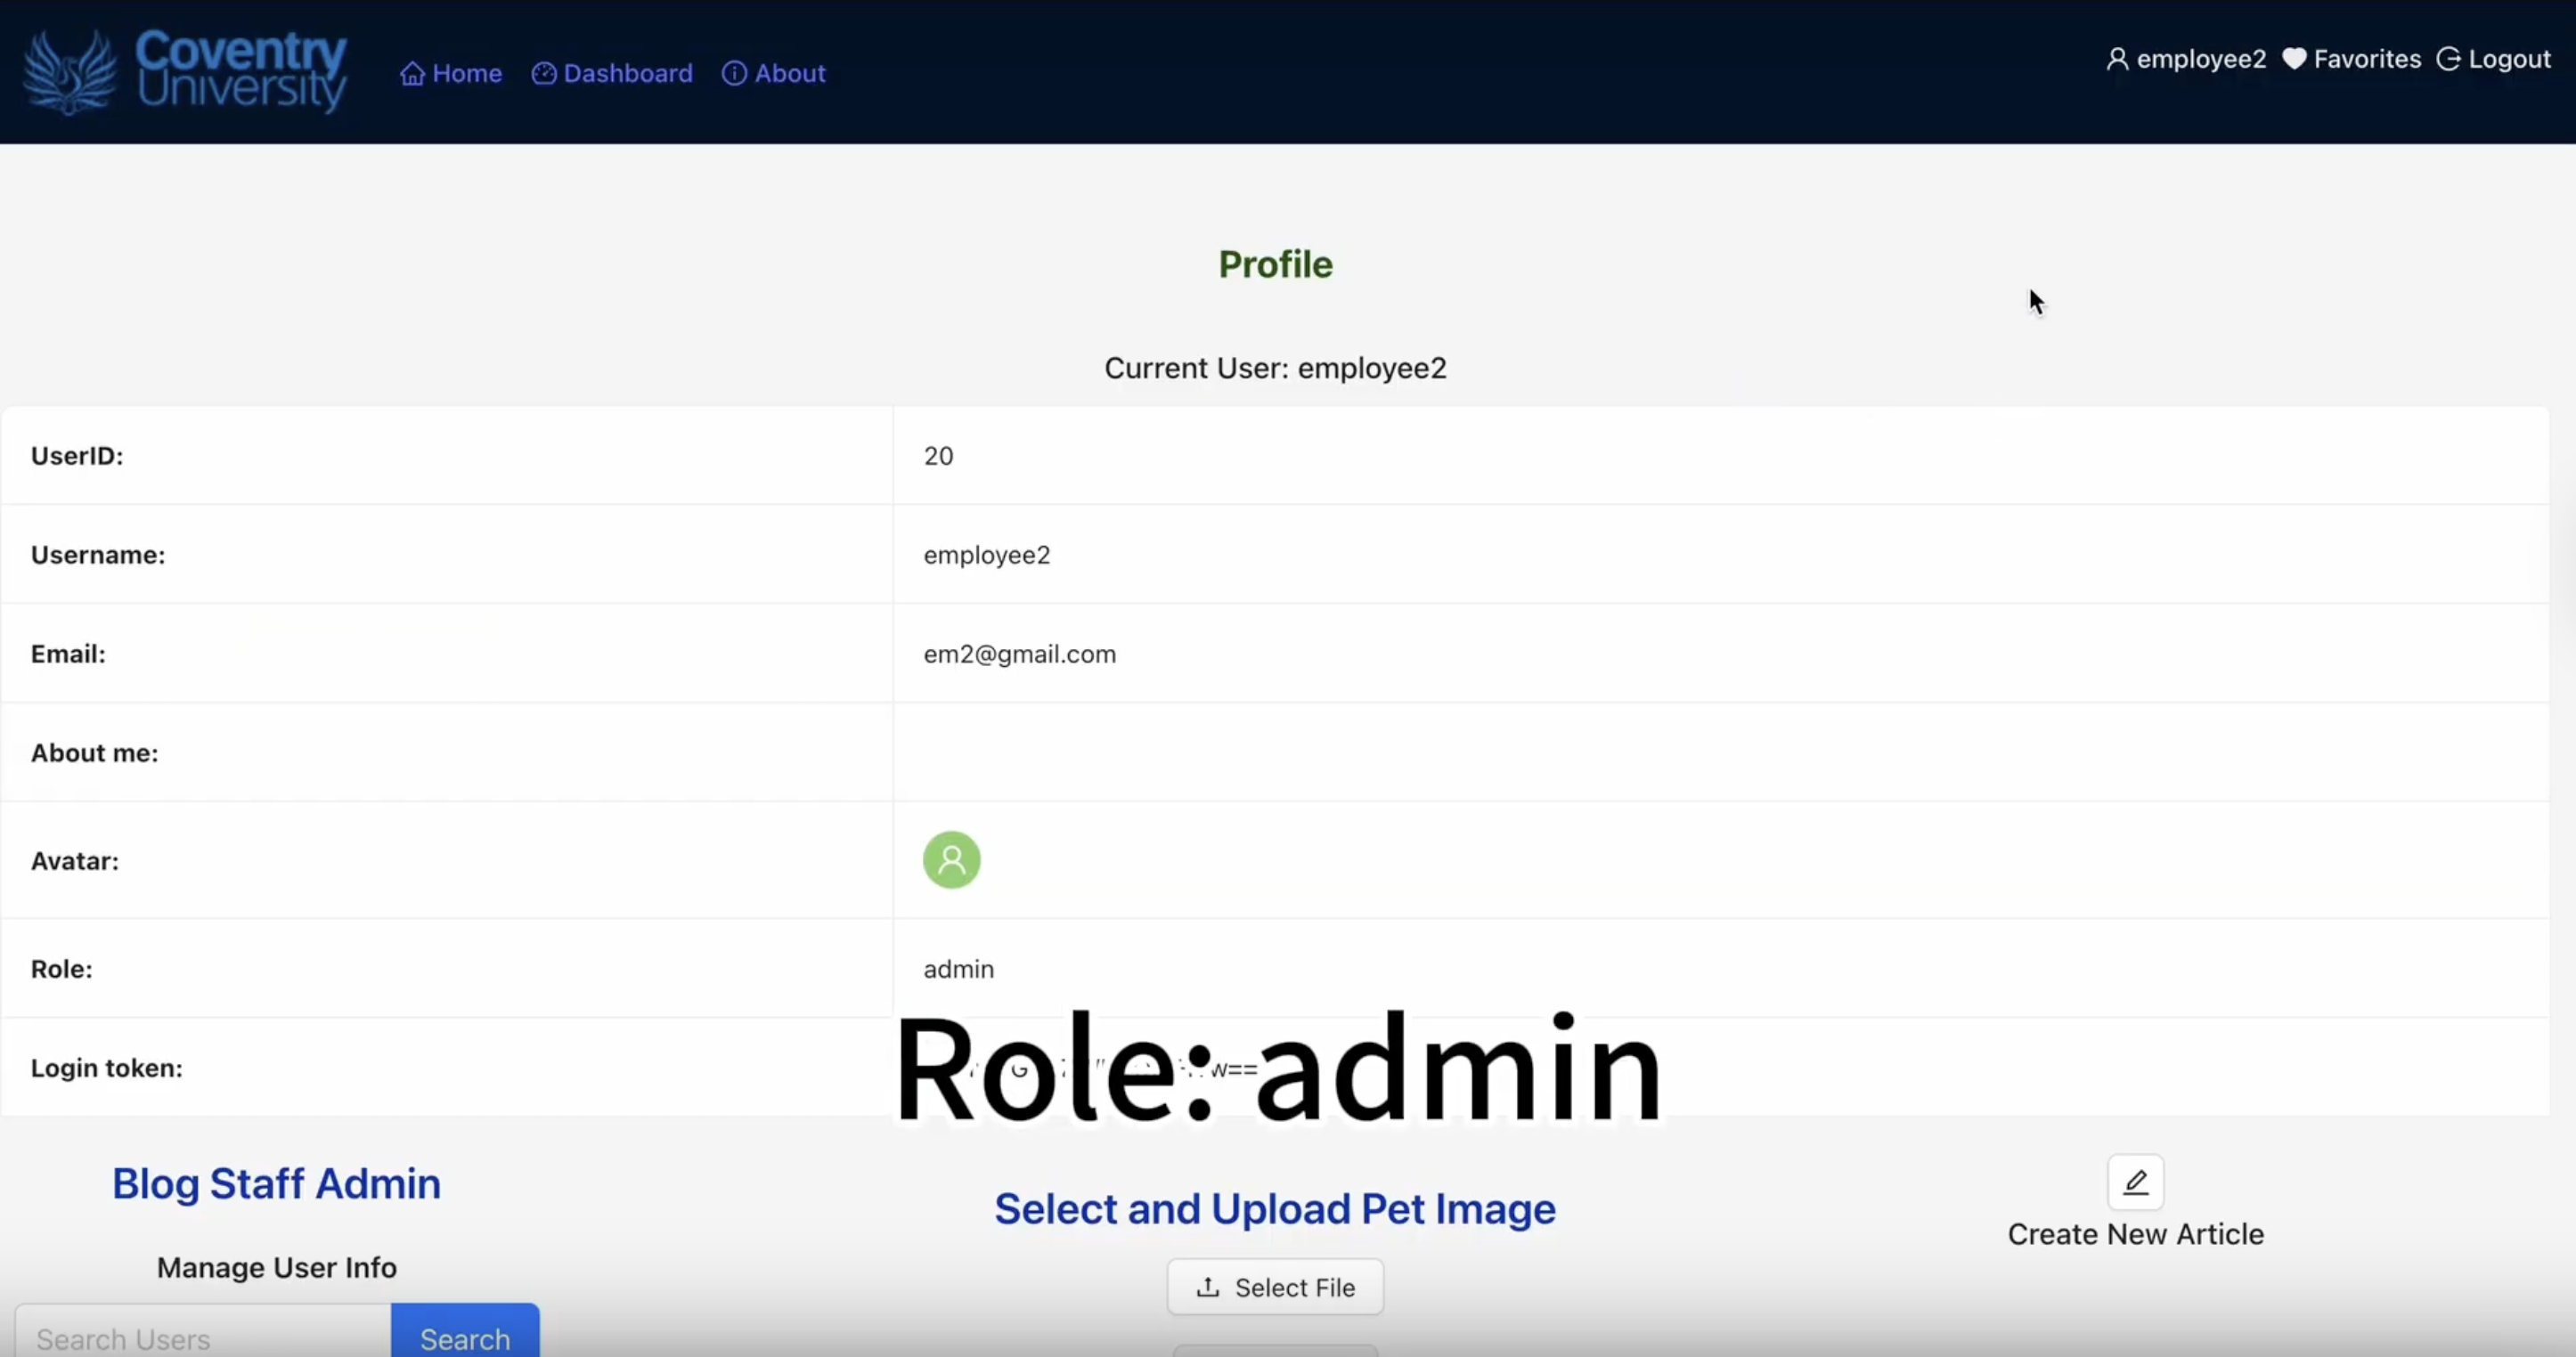 Coventry
University
Home Dashboard About
employee2 Favorites Logout
Profile
Current User: employee2
UserID: 20
Username: employee2
Email: em2@gmail.com
About me:
Avatar:
Role: admin
Login token:
Role: admin
Blog Staff Admin
Select and Upload Pet Image
Create New Article
Manage User Info
Select File
Search Users Search